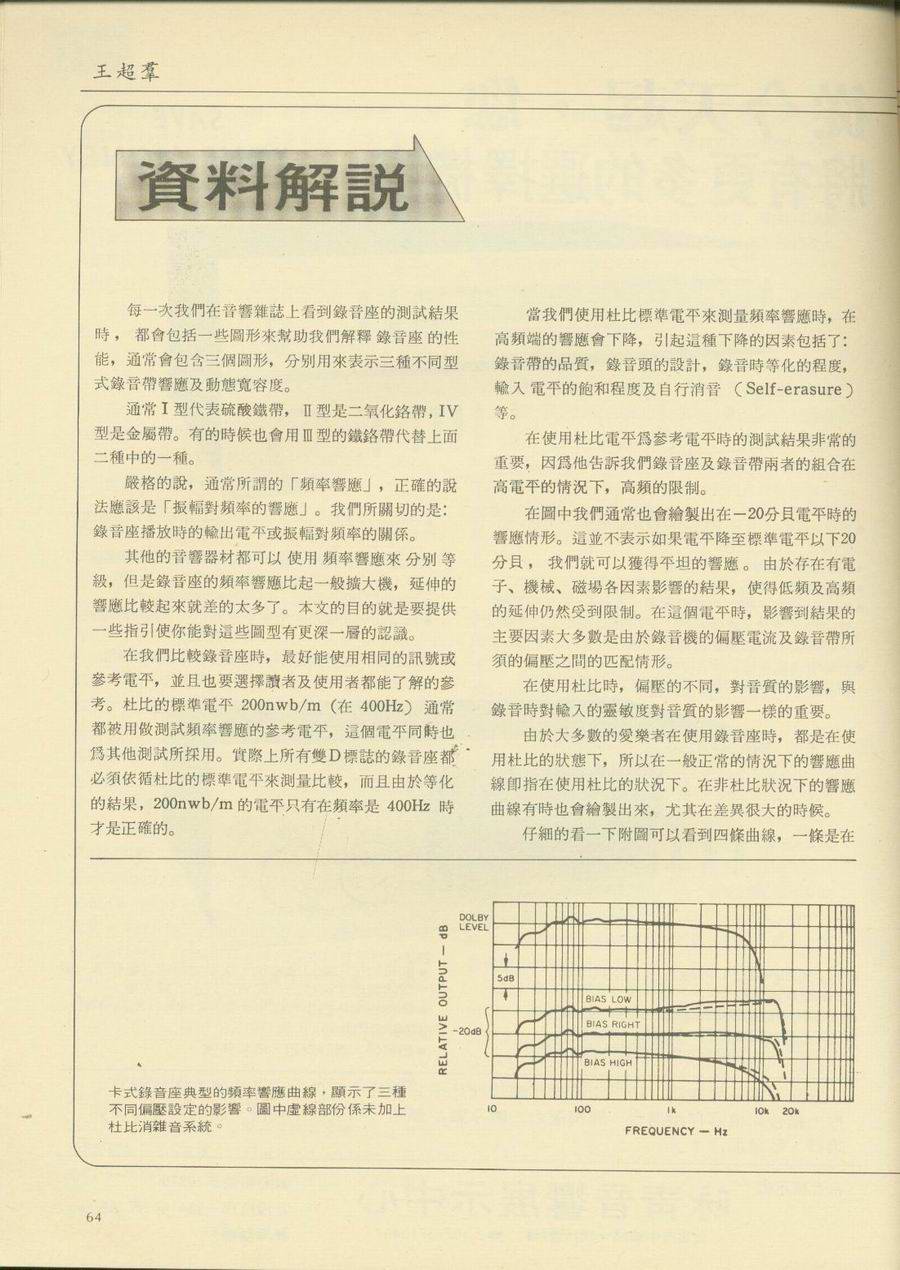 王超羣
資料解説
每一次我們在音響雜誌上看到錄音座的測試結果
時，都會包括一些圖形來幫助我們解釋錄音座的性
能，通常會包含三個圖形，分別用來表示三種不同型
式錄音帶響應及動態寬容度。
通常Ⅰ型代表硫酸鐵帶，Ⅱ型是二氧化鉻帶，IV
型是金屬帶。有的時候也會用Ⅲ型的鐵鉻帶代替上面
二種中的一種。
嚴格的說，通常所謂的「頻率響應」，正確的說
法應該是「振幅對頻率的響應」。我們所關切的是：
錄音座播放時的輸出電平或振幅對頻率的關係。
其他的音響器材都可以使用頻率響應來分別等
級，但是錄音座的頻率響應比起一般擴大機，延伸的
響應比較起來就差的太多了。本文的目的就是要提供
一些指引使你能對這些圖型有更深一層的認識。
在我們比較錄音座時，最好能使用相同的訊號或
參考電平，並且也要選擇讀者及使用者都能了解的參
考。杜比的標準電平 200nwb/m (在 400Hz) 通常
都被用做測試頻率響應的參考電平，這個電平同時也
爲其他測試所採用。實際上所有雙D標誌的錄音座都
必須依循杜比的標準電平來測量比較，而且由於等化
的結果，200nwb/m 的電平只有在頻率是 400Hz 時
才是正確的。
當我們使用杜比標準電平來測量頻率響應時，在
高頻端的響應會下降，引起這種下降的因素包括了：
錄音帶的品質，錄音頭的設計，錄音時等化的程度，
輸入電平的飽和程度及自行消音（Self-erasure）
等。
在使用杜比電平爲參考電平時的測試結果非常的
重要，因爲他告訴我們錄音座及錄音帶兩者的組合在
高電平的情況下，高頻的限制。
在圖中我們通常也會繪製出在－20分貝電平時的
響應情形。這並不表示如果電平降至標準電平以下20
分貝，我們就可以獲得平坦的響應。由於存在有電
子、機械、磁場各因素影響的結果，使得低頻及高頻
的延伸仍然受到限制。在這個電平時，影響到結果的
主要因素大多數是由於錄音機的偏壓電流及錄音帶所
須的偏壓之間的匹配情形。
在使用杜比時，偏壓的不同，對音質的影響，與
錄音時對輸入的靈敏度對音質的影響一樣的重要。
由於大多數的愛樂者在使用錄音座時，都是在使
用杜比的狀態下，所以在一般正常的情況下的響應曲
線卽指在使用杜比的狀況下。在非杜比狀況下的響應
曲線有時也會繪製出來，尤其在差異很大的時候。
仔細的看一下附圖可以看到四條曲線，一條是在
RELATIVE OUTPUT — dB
DOLBY
LEVEL
5dB
-20dB
BIAS LOW
BIAS RIGHT
BIAS HIGH
10 100 1k 10k 20k
FREQUENCY — Hz
卡式錄音座典型的頻率響應曲線，顯示了三種
不同偏壓設定的影響。圖中虛線部份係未加上
杜比消雜音系統。
64